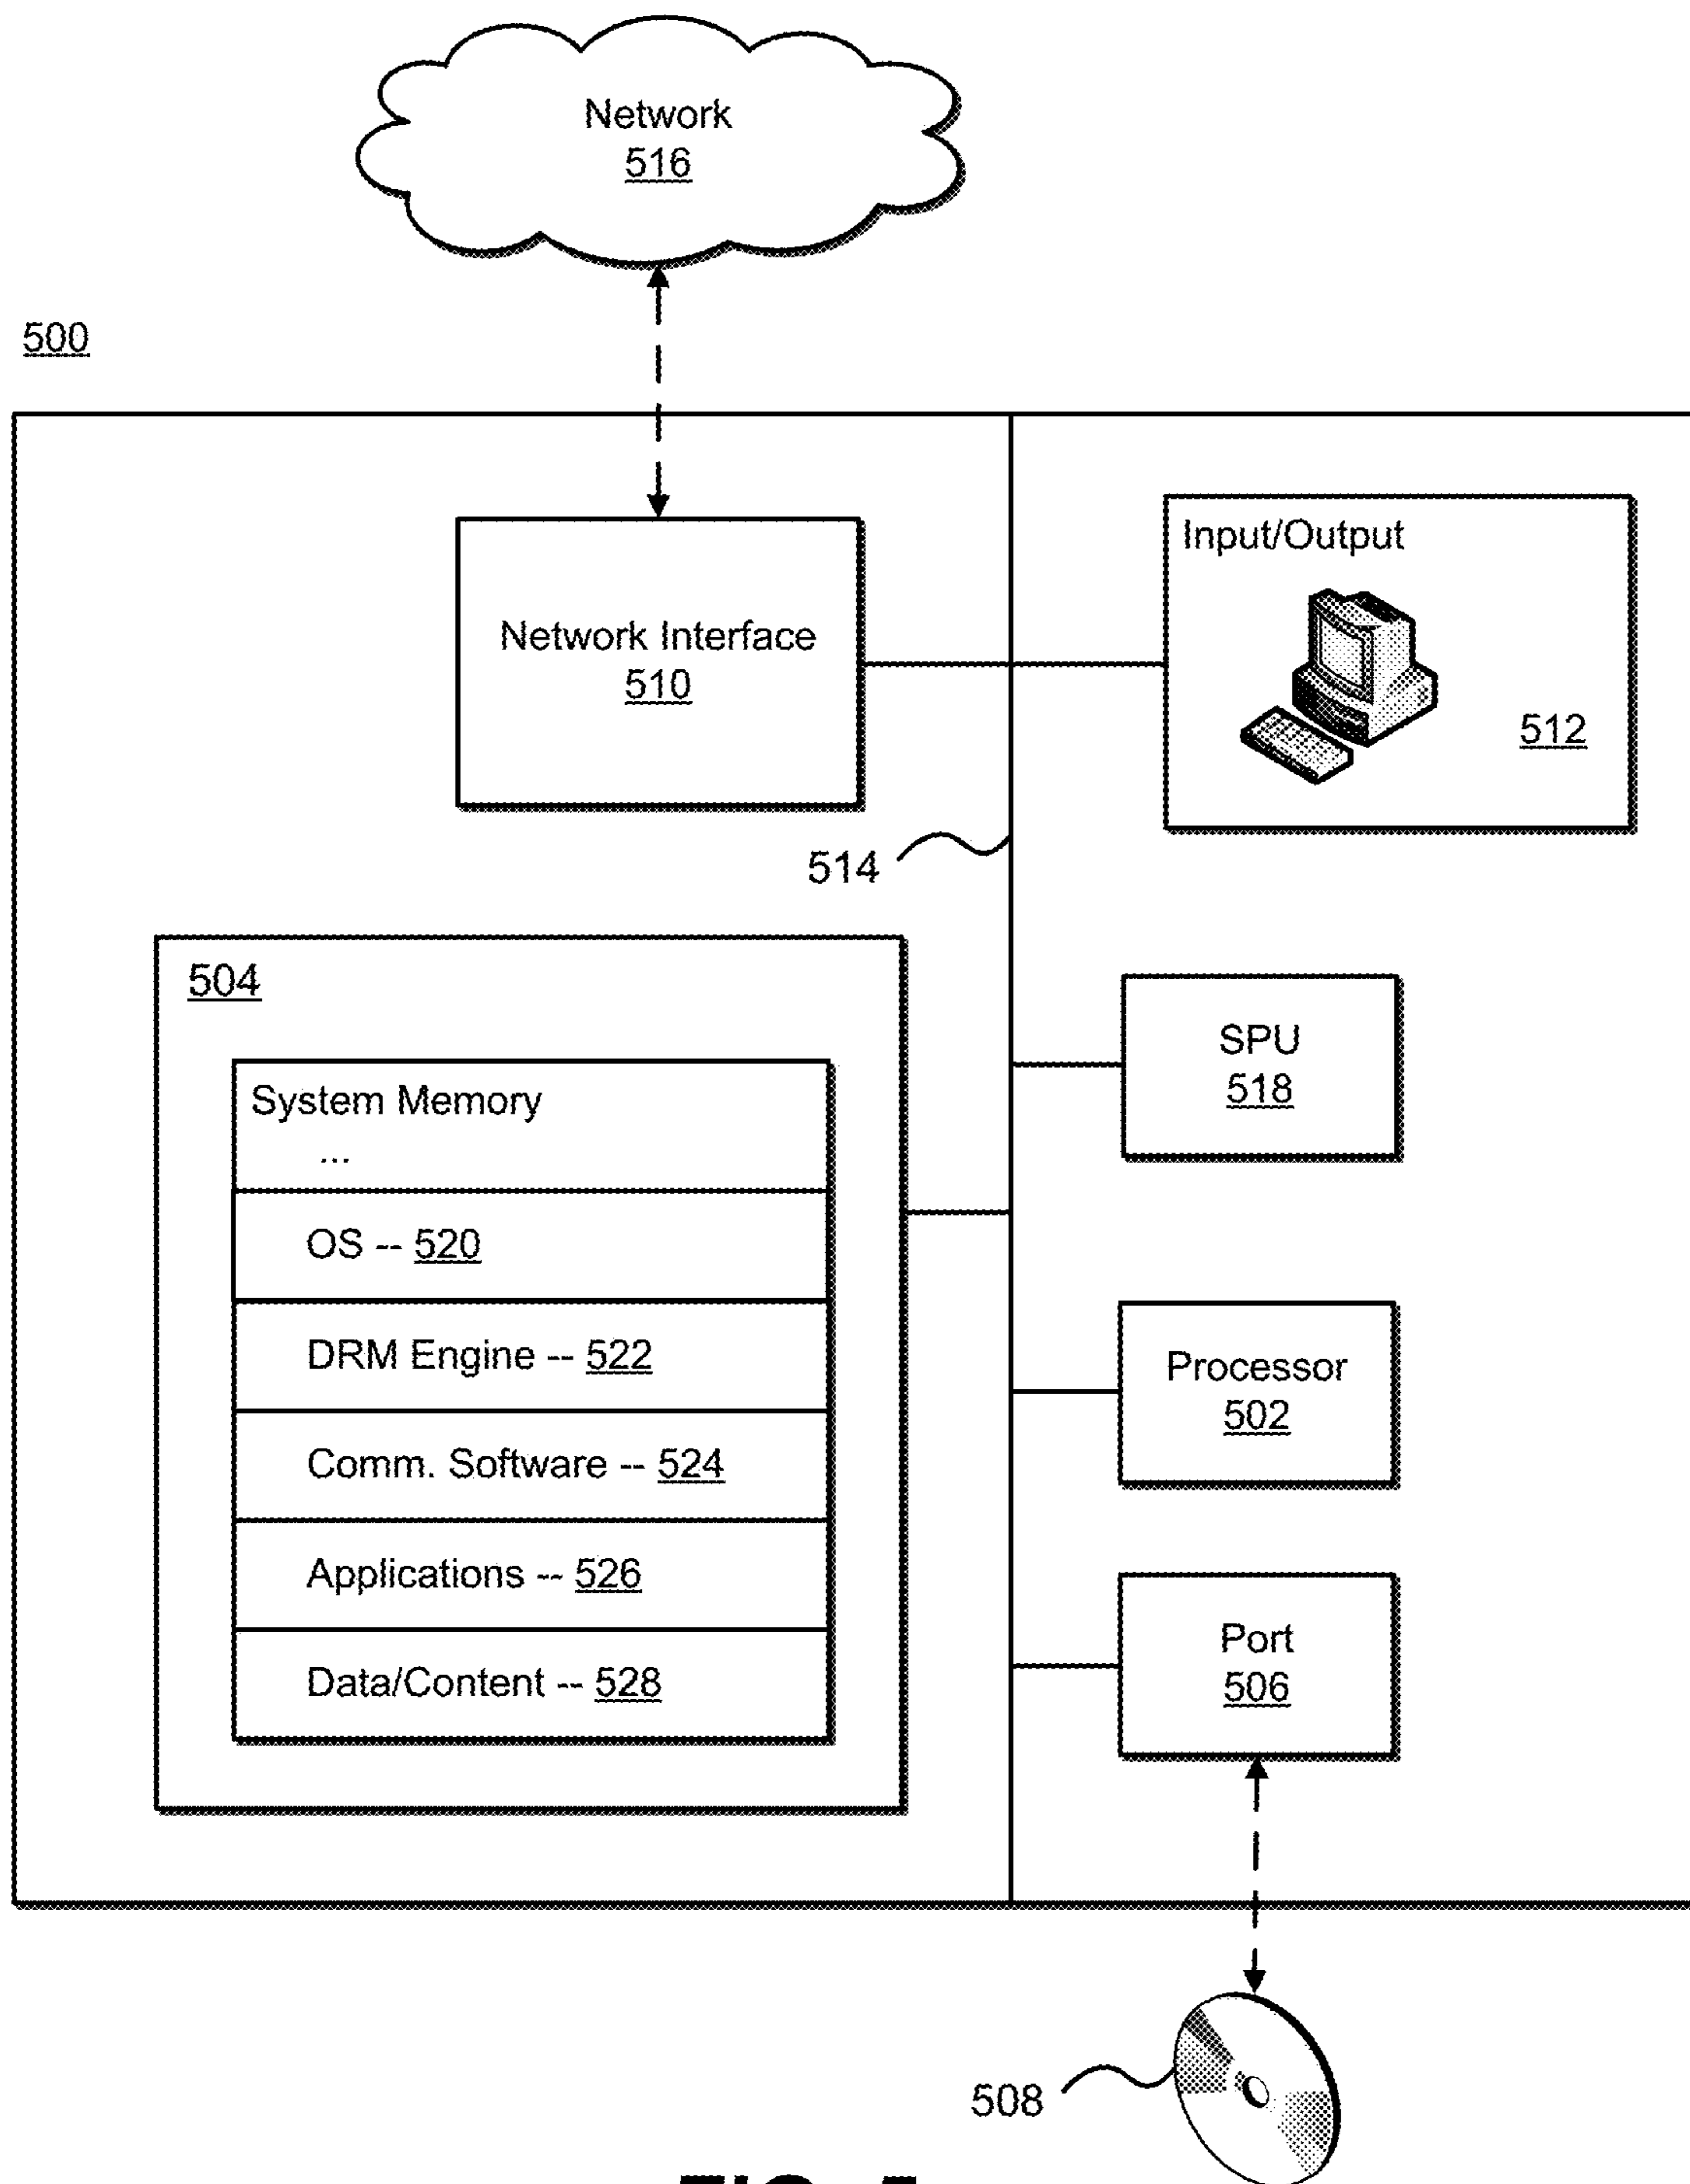 Network
516
500
Network Interface
510
Input/Output
512
514
504
System Memory
...
OS -- 520
DRM Engine -- 522
Comm. Software -- 524
Applications -- 526
Data/Content -- 528
SPU
518
Processor
502
Port
506
508